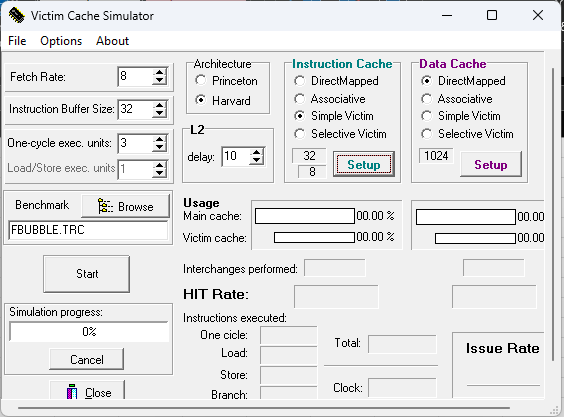 Victim Cache Simulator
File Options About
Fetch Rate: 8
Instruction Buffer Size: 32
One-cycle exec. units: 3
Load/Store exec. units 1
Benchmark Browse
FBUBBLE.TRC
Start
Simulation progress:
0%
Cancel
Close
Architecture
Princeton
Harvard
L2
delay: 10
Instruction Cache
DirectMapped
Associative
Simple Victim
Selective Victim
32
8
Setup
Data Cache
DirectMapped
Associative
Simple Victim
Selective Victim
1024
Setup
Usage
Main cache: 00.00 % 00.00
Victim cache: 00.00 % 00.00
Interchanges performed:
HIT Rate:
Instructions executed:
One cicle:
Load:
Store:
Branch:
Total:
Clock:
Issue Rate